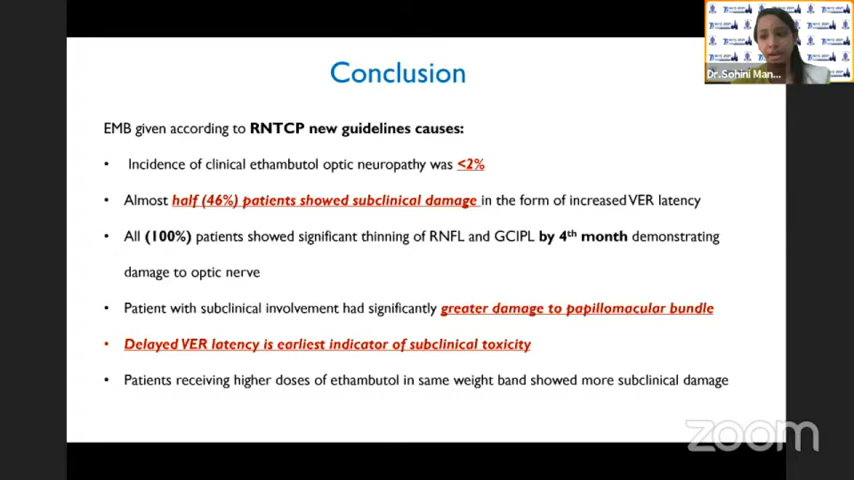 Conclusion
Dr.Sohini Man...
EMB given according to RNTCP new guidelines causes:
• Incidence of clinical ethambutol optic neuropathy was <2%
• Almost half (46%) patients showed subclinical damage in the form of increased VER latency
• All (100%) patients showed significant thinning of RNFL and GCIPL by 4th month demonstrating
damage to optic nerve
• Patient with subclinical involvement had significantly greater damage to papillomacular bundle
• Delayed VER latency is earliest indicator of subclinical toxicity
• Patients receiving higher doses of ethambutol in same weight band showed more subclinical damage
zoom